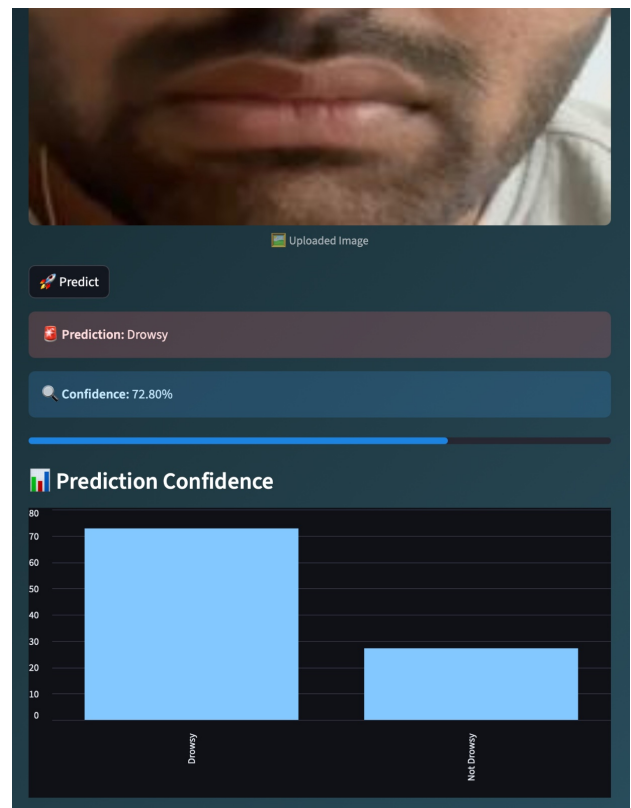 🖼️ Uploaded Image
🚀 Predict
🚨 Prediction: Drowsy
🔍 Confidence: 72.80%
📊 Prediction Confidence
80
70
60
50
40
30
20
10
0
Drowsy
Not Drowsy